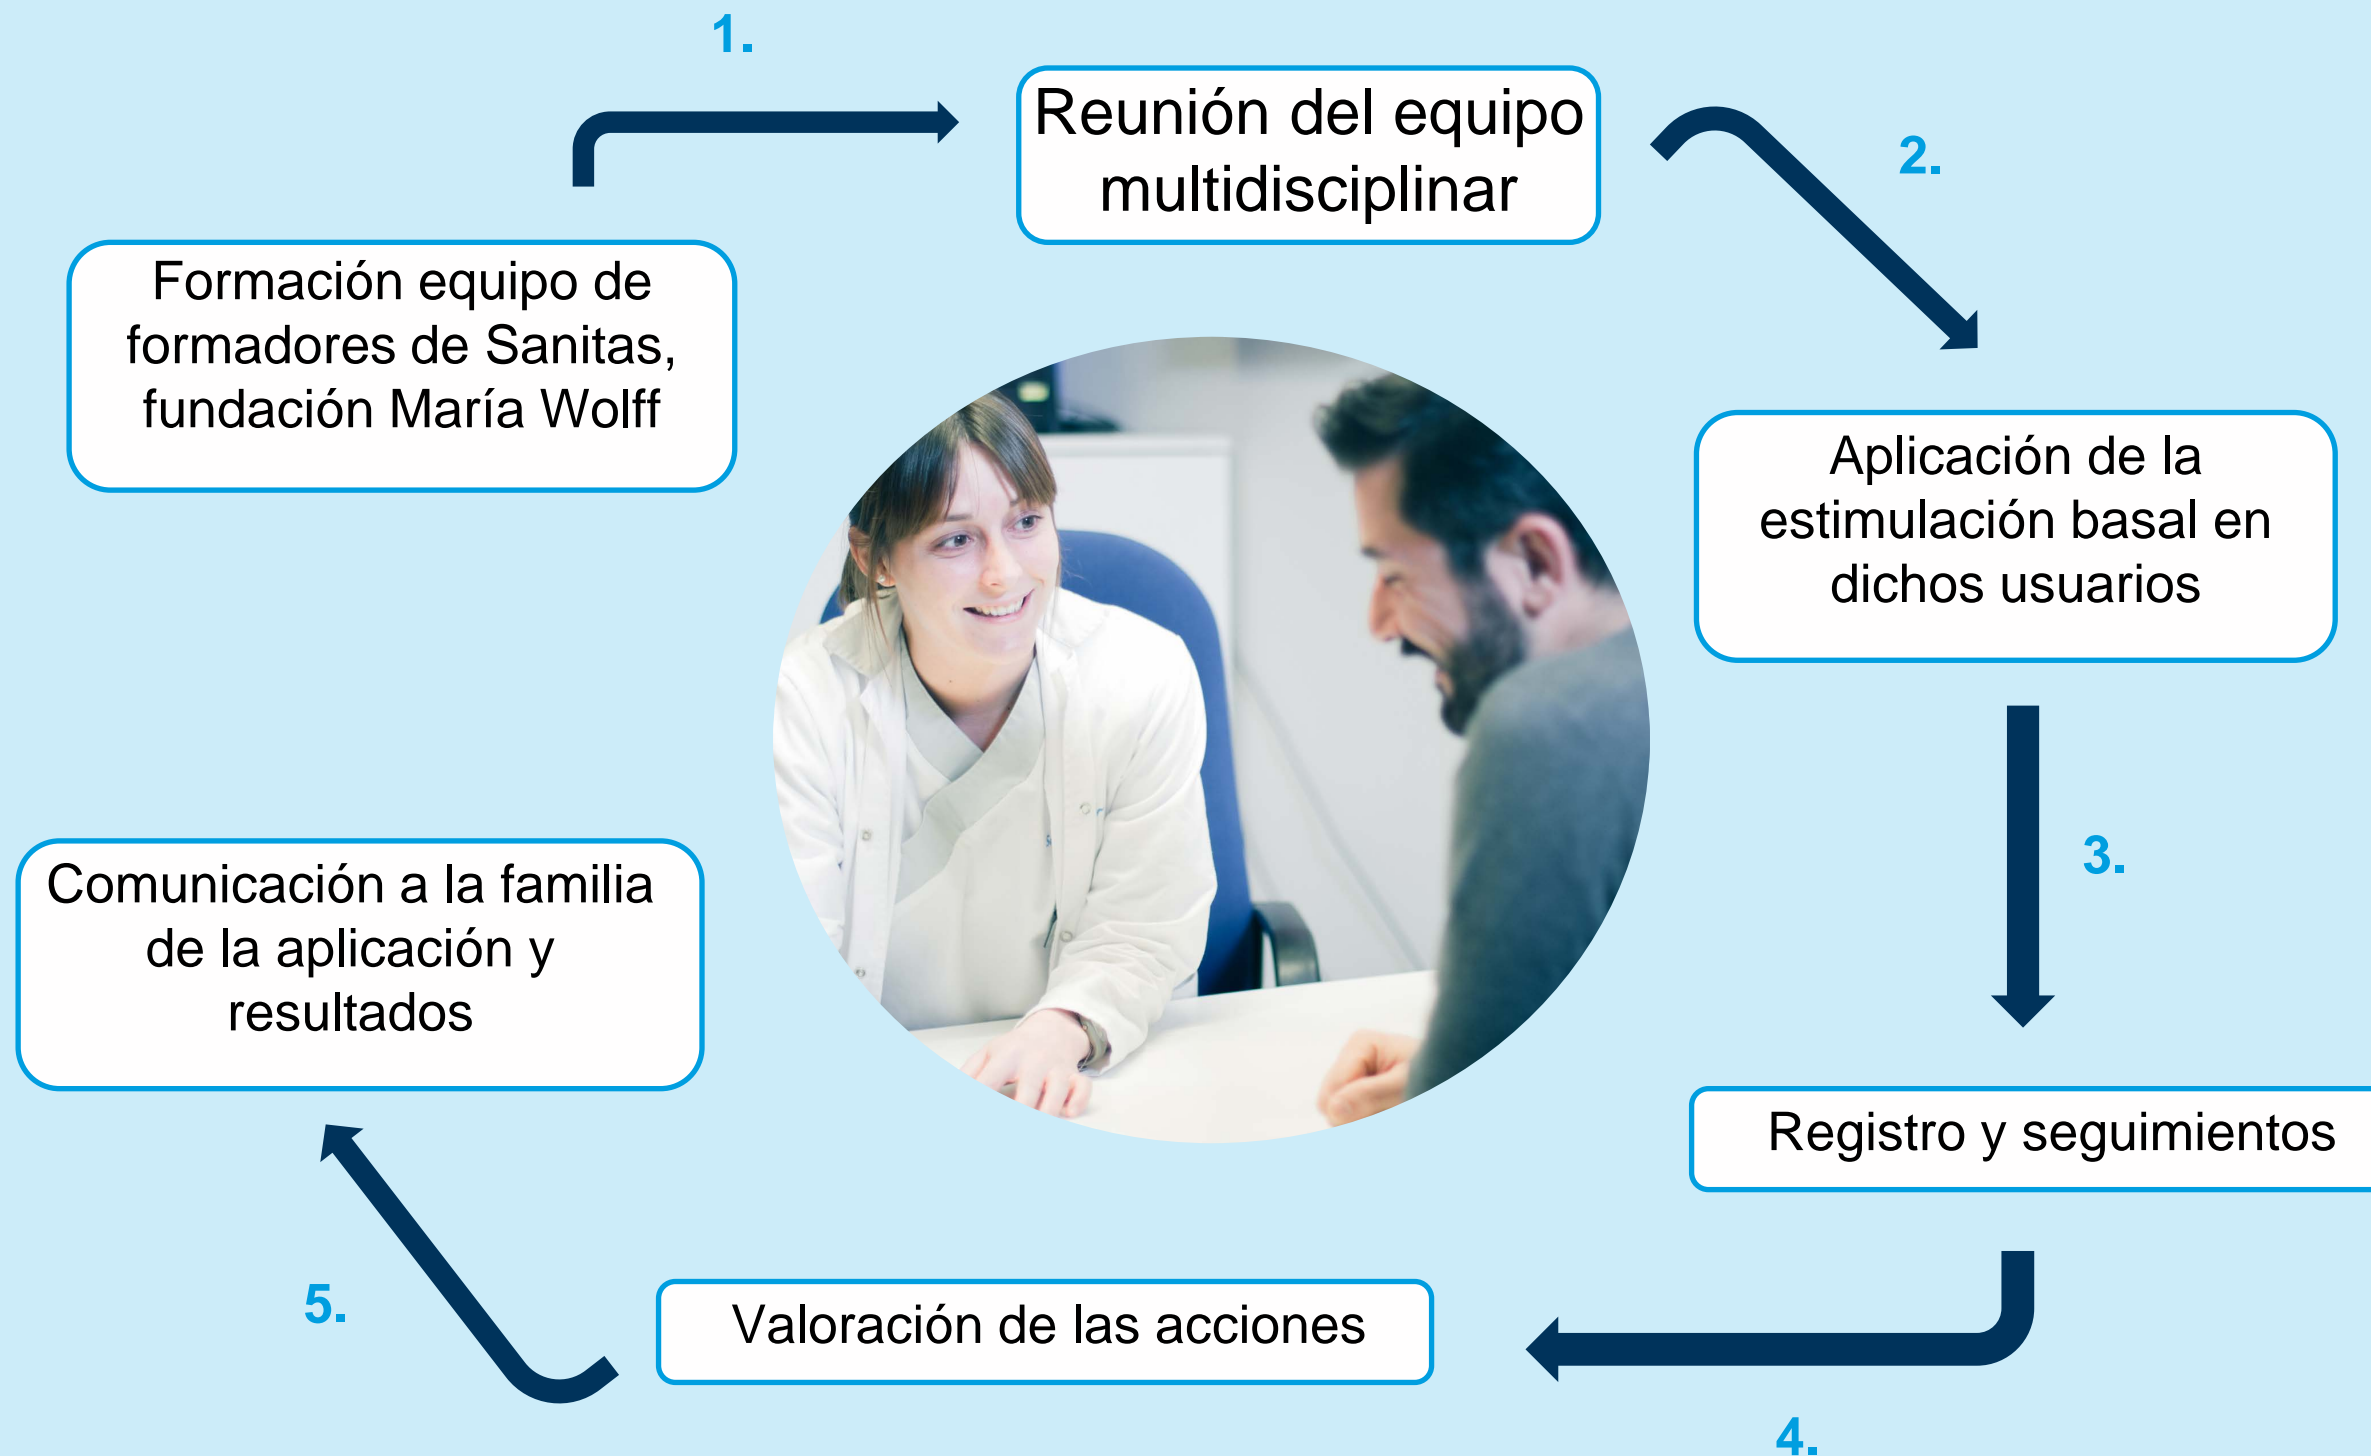 1.
Reunión del equipo
multidisciplinar
2.
Formación equipo de
formadores de Sanitas,
fundación María Wolff
Aplicación de la
estimulación basal en
dichos usuarios
3.
Comunicación a la familia
de la aplicación y
resultados
Registro y seguimientos
5.
Valoración de las acciones
4.